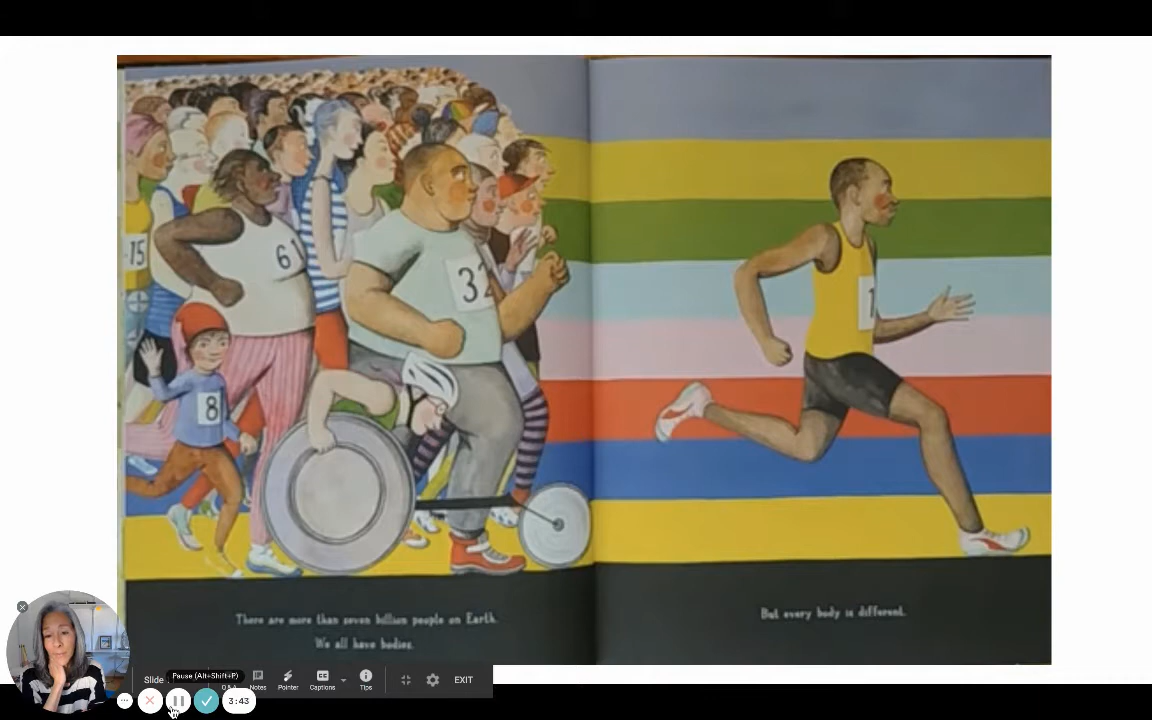 -15
61
32
8
1
There are more than seven billion people on Earth.
We all have bodies.
But every body is different.
Slide
Pause (Alt+Shift+P)
Notes
Pointer
Captions
Tips
EXIT
3:43